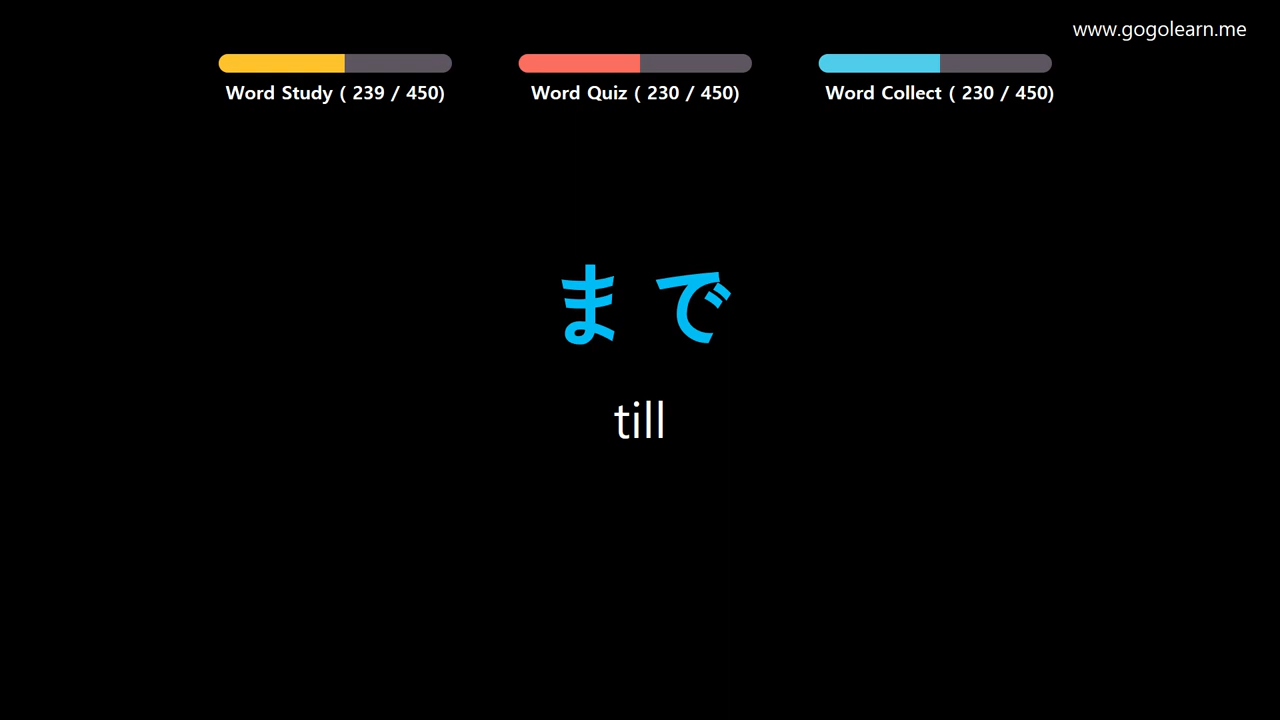 www.gogolearn.me
Word Study ( 239 / 450)
Word Quiz ( 230 / 450)
Word Collect ( 230 / 450)
まで
till